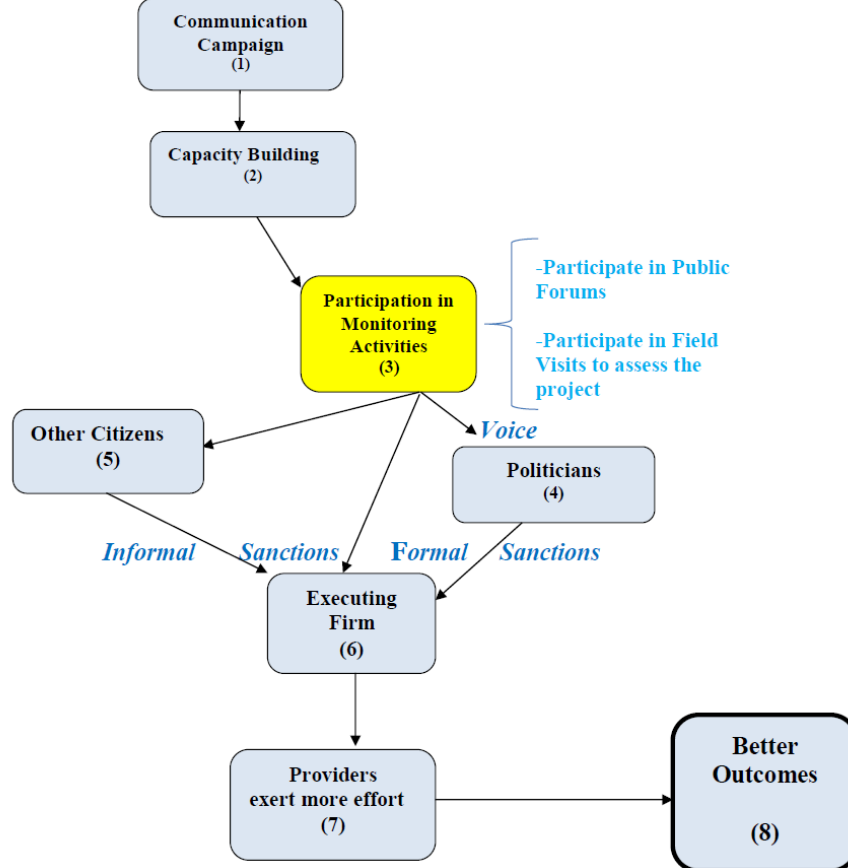 Communication
Campaign
(1)
Capacity Building
(2)
Participation in
Monitoring
Activities
(3)
-Participate in Public
Forums
-Participate in Field
Visits to assess the
project
Other Citizens
(5)
Voice
Politicians
(4)
Informal Sanctions Formal Sanctions
Executing
Firm
(6)
Providers
exert more effort
(7)
Better
Outcomes
(8)